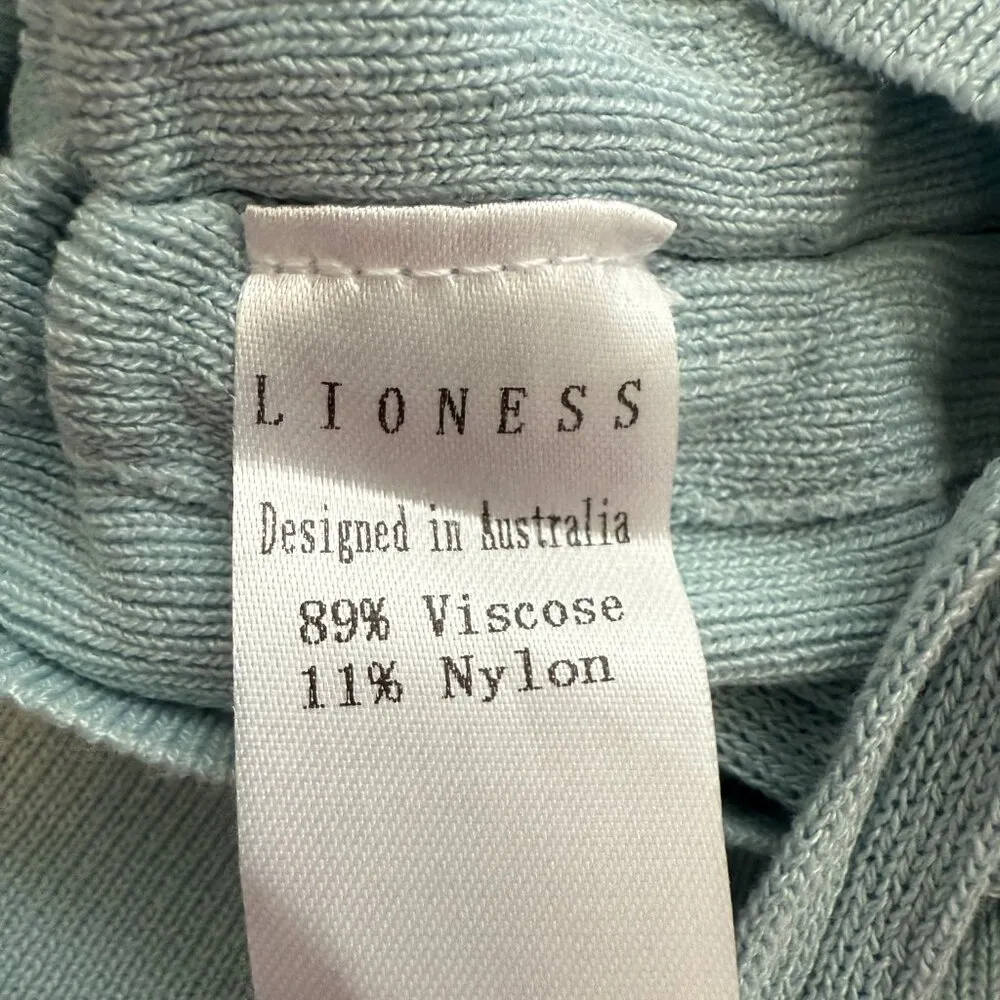 LIONESS
Designed in Australia
89% Viscose
11% Nylon